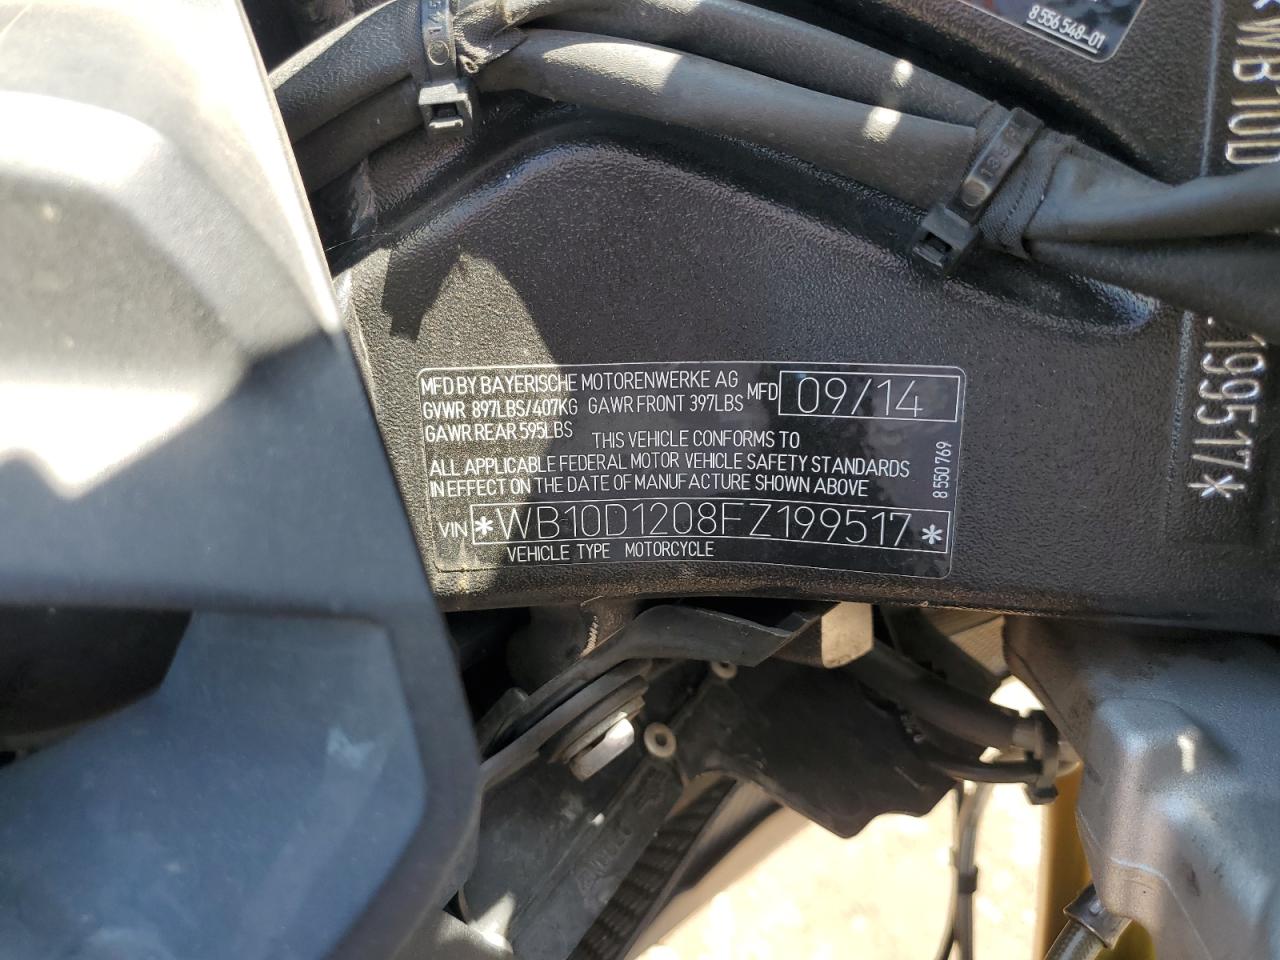 8 556 548-01
WB10D
MFD BY BAYERISCHE MOTORENWERKE AG
MFD 09/14
GVWR 897LBS/407KG GAWR FRONT 397LBS
GAWR REAR 595LBS
THIS VEHICLE CONFORMS TO
ALL APPLICABLE FEDERAL MOTOR VEHICLE SAFETY STANDARDS
IN EFFECT ON THE DATE OF MANUFACTURE SHOWN ABOVE
8 550 769
VIN *WB10D1208FZ199517*
VEHICLE TYPE MOTORCYCLE
199517*